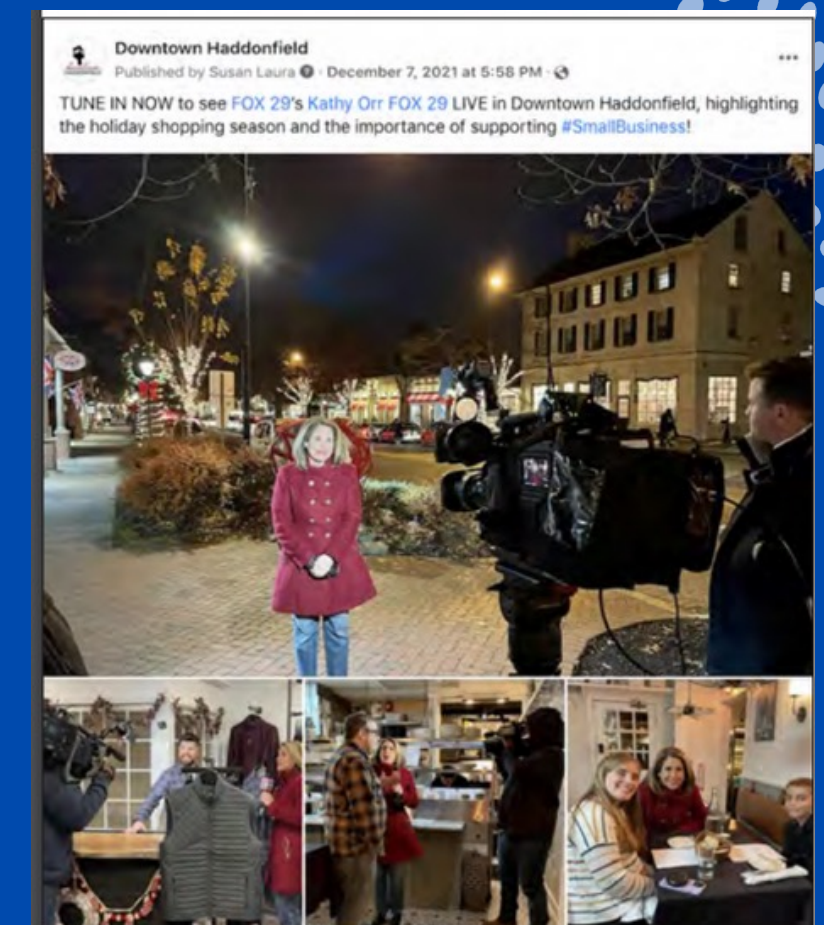 Downtown Haddonfield
Published by Susan Laura · December 7, 2021 at 5:58 PM ·
TUNE IN NOW to see FOX 29's Kathy Orr FOX 29 LIVE in Downtown Haddonfield, highlighting
the holiday shopping season and the importance of supporting #SmallBusiness!